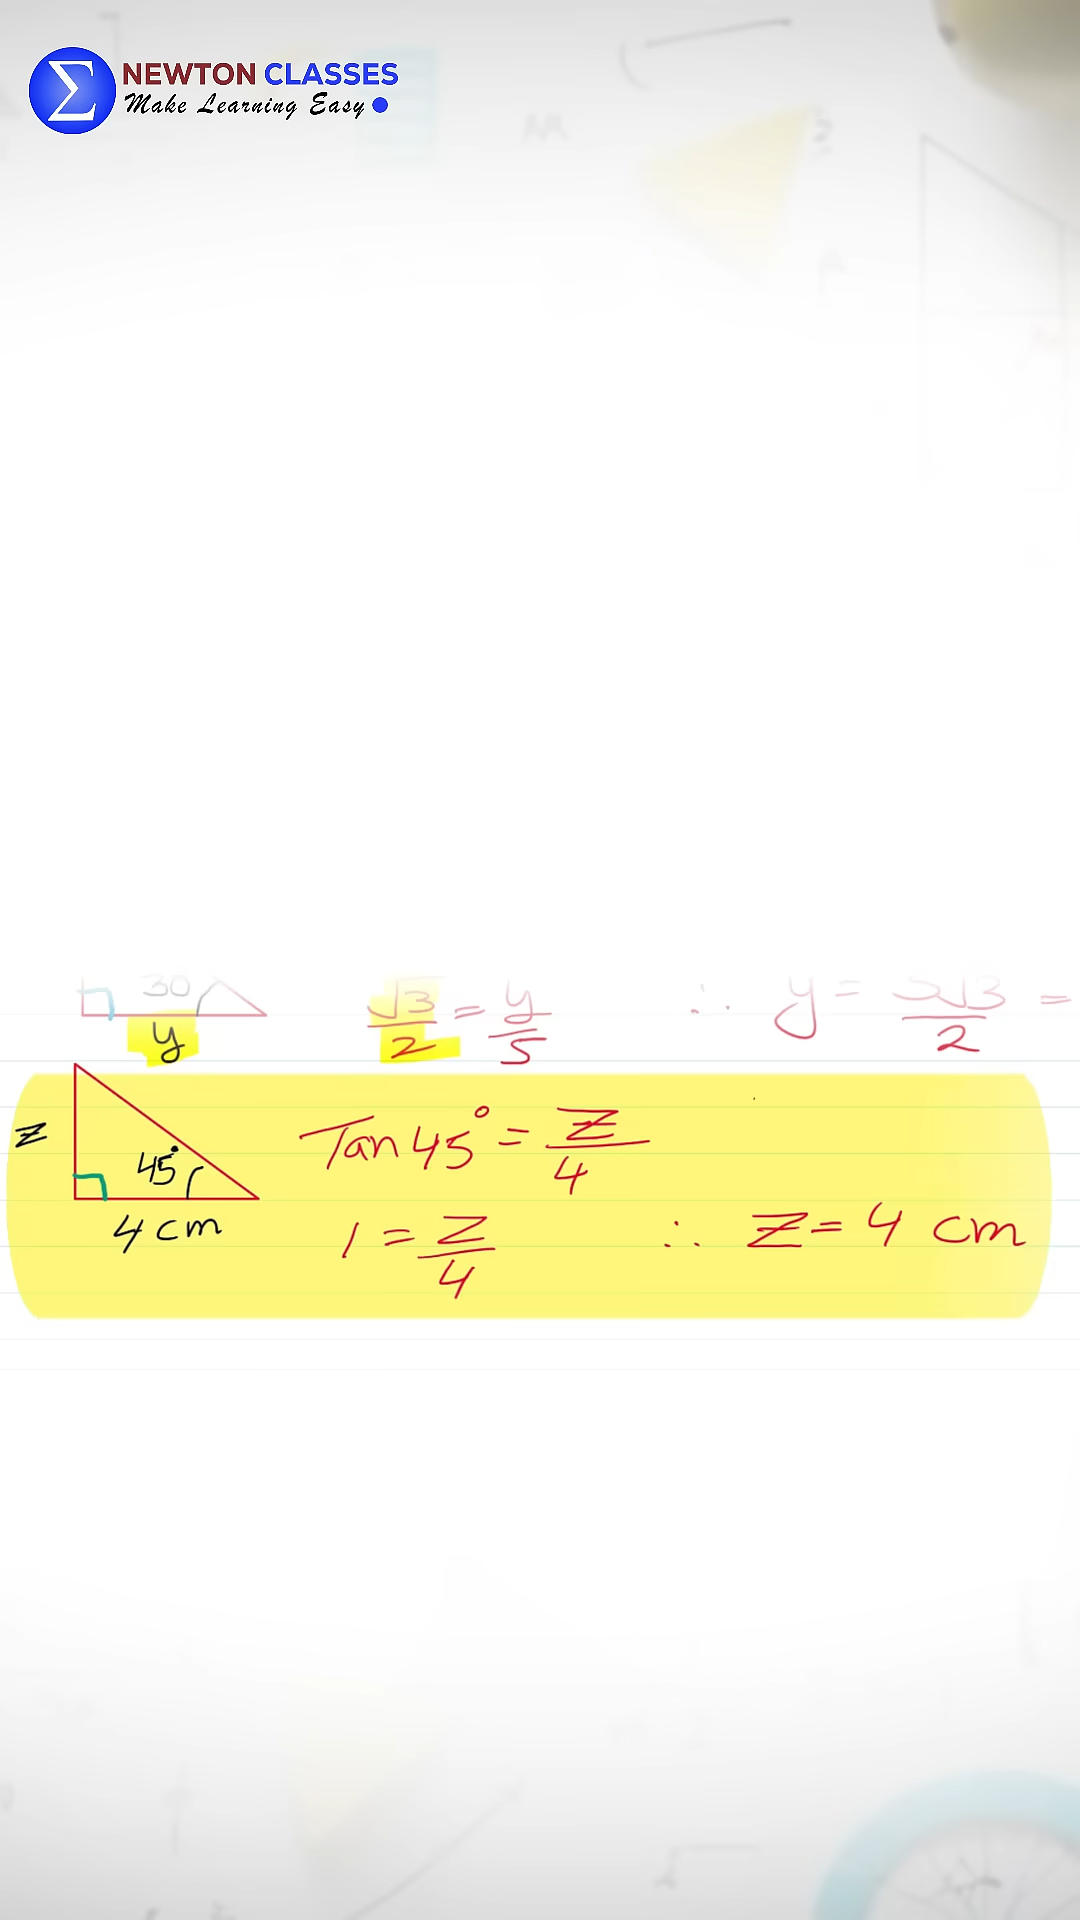 NEWTON CLASSES
Make Learning Easy
30
y
√3/2 = y/5 ∴ y = 5√3/2 =
z
45°
4 cm
Tan 45° = z/4
1 = z/4 ∴ z = 4 cm